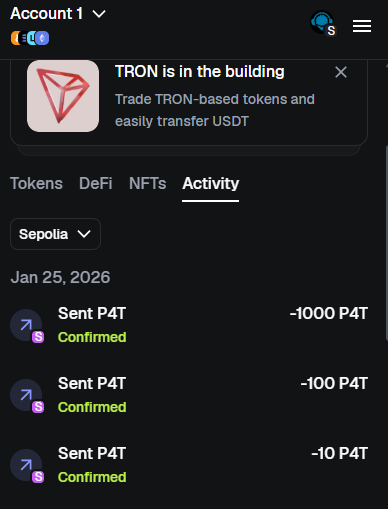 Account 1
S
TRON is in the building
Trade TRON-based tokens and
easily transfer USDT
Tokens DeFi NFTs Activity
Sepolia
Jan 25, 2026
Sent P4T -1000 P4T
S
Confirmed
Sent P4T -100 P4T
S
Confirmed
Sent P4T -10 P4T
S
Confirmed